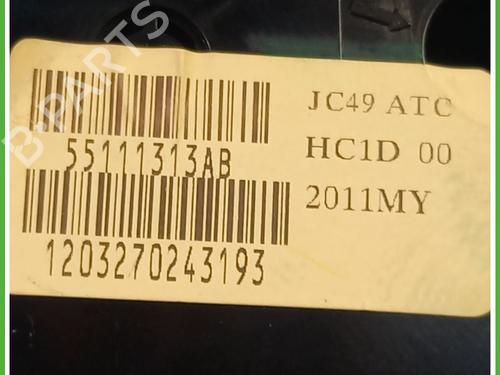 B-PARTS
JC49 ATC
HC1D 00
2011MY
55111313AB
1203270243193